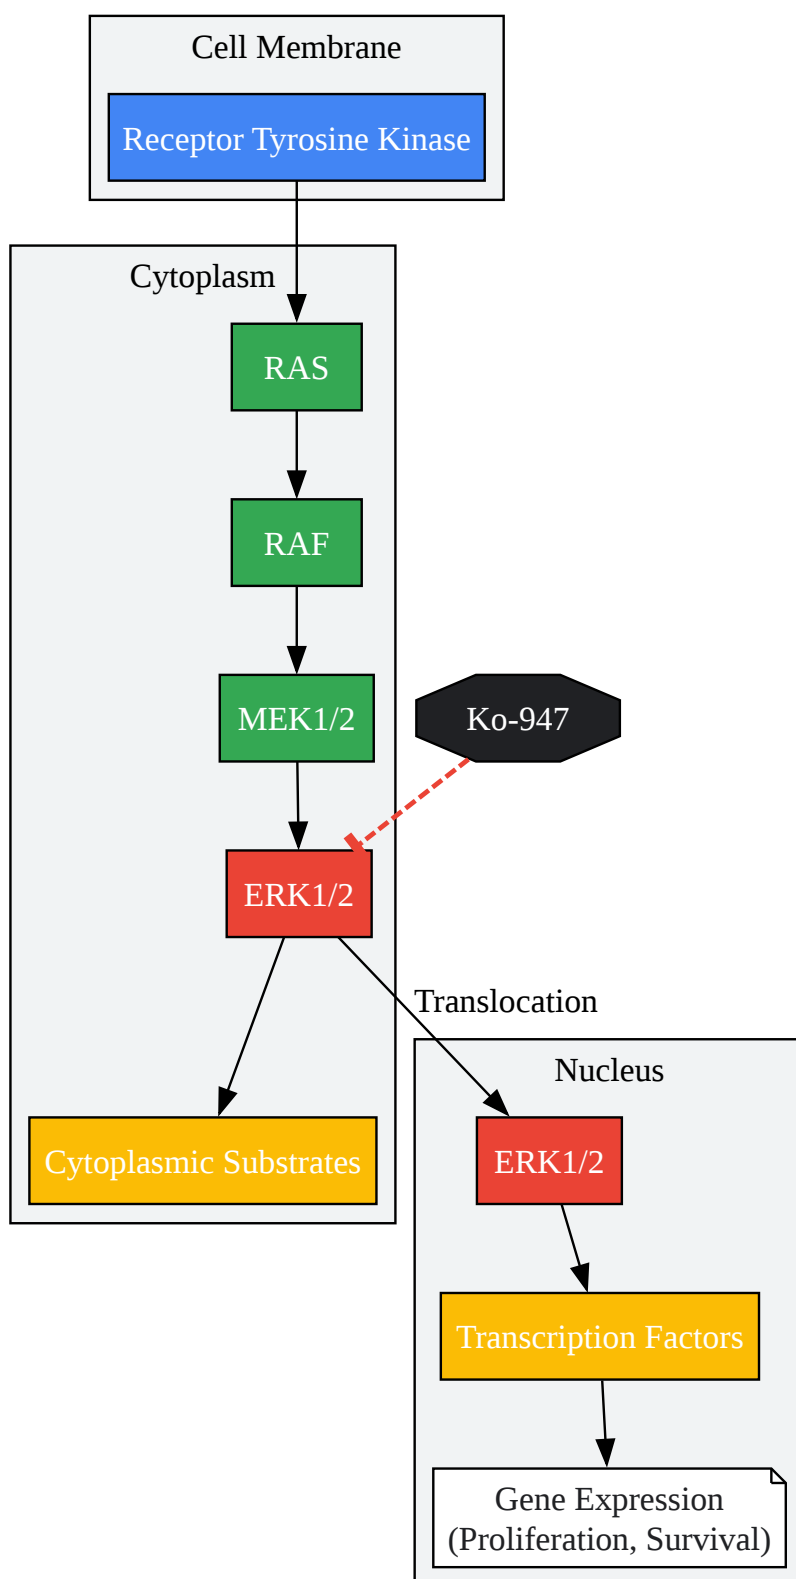 Cell Membrane
Receptor Tyrosine Kinase
Cytoplasm
RAS
RAF
MEK1/2
Ko-947
ERK1/2
Translocation
Nucleus
Cytoplasmic Substrates
ERK1/2
Transcription Factors
Gene Expression
(Proliferation, Survival)